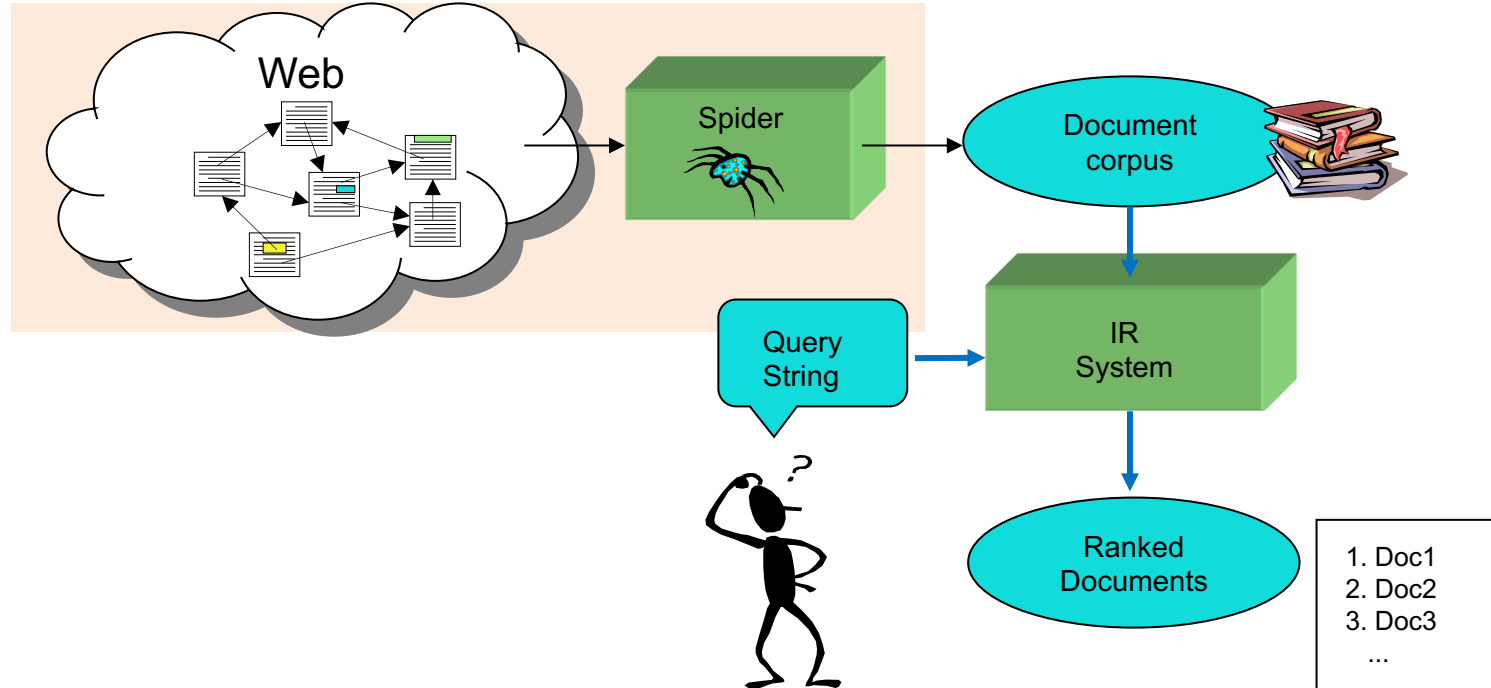 Web
Spider
Document
corpus
Query
String
IR
System
?
Ranked
Documents
1. Doc1
2. Doc2
3. Doc3
...